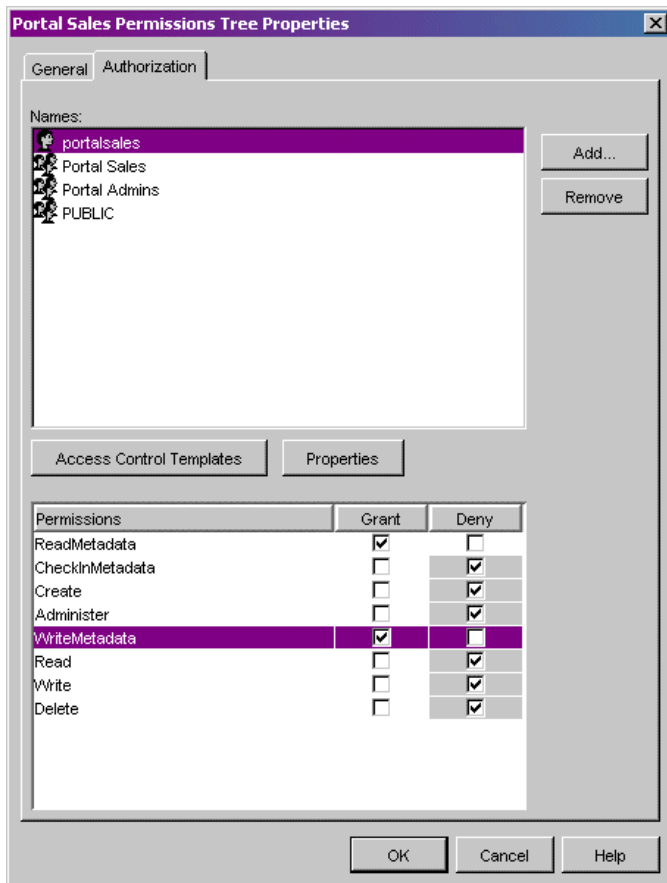 Portal Sales Permissions Tree Properties
General Authorization
Names:
portalsales
Portal Sales
Portal Admins
PUBLIC
Add...
Remove
Access Control Templates Properties
Permissions Grant Deny
ReadMetadata
CheckInMetadata
Create
Administer
WriteMetadata
Read
Write
Delete
OK Cancel Help